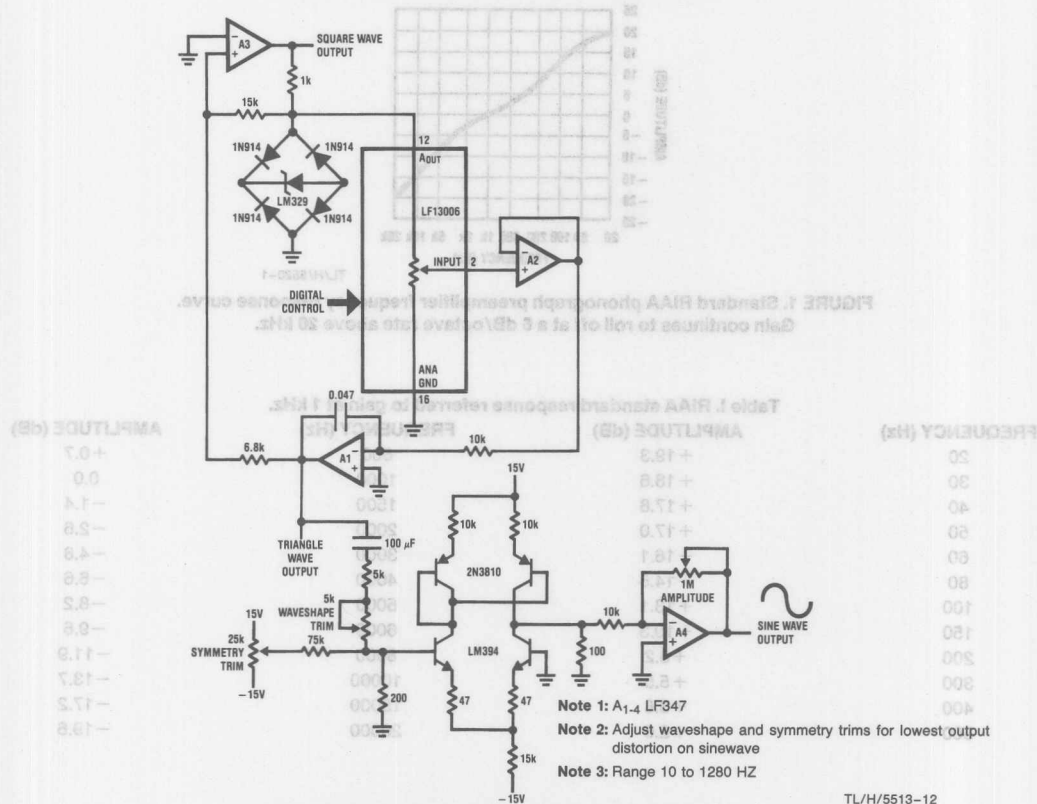 A3
SQUARE WAVE
OUTPUT
1k
15k
1N914
1N914
LM329
1N914
1N914
12
AOUT
LF13006
INPUT
2
A2
DIGITAL
CONTROL
ANA
GND
16
0.047
6.8k
A1
10k
TRIANGLE
WAVE
OUTPUT
100 μF
5k
5k
WAVESHAPE
TRIM
15V
10k
10k
2N3810
15V
25k
SYMMETRY
TRIM
-15V
75k
LM394
200
47
47
15k
-15V
10k
100
1M
AMPLITUDE
A4
SINE WAVE
OUTPUT
Note 1: A1-4 LF347
Note 2: Adjust waveshape and symmetry trims for lowest output
distortion on sinewave
Note 3: Range 10 to 1280 HZ
TL/H/5513–12